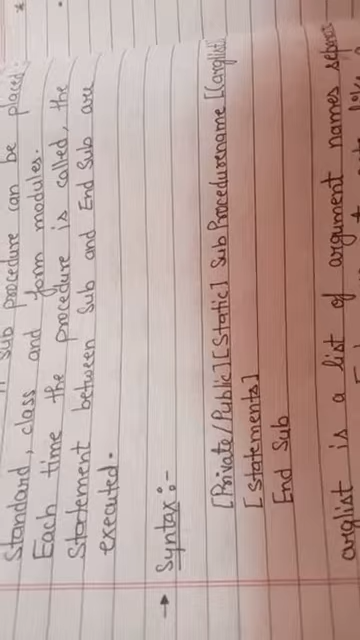 sub procedure can be placed
Standard, class and form modules.
Each time the procedure is called, the
Statement between Sub and End Sub are
executed.
→ Syntax :-
[Private/Public][Static] Sub Procedurename [(arglist)]
[Statements]
End Sub
arglist is a list of argument names